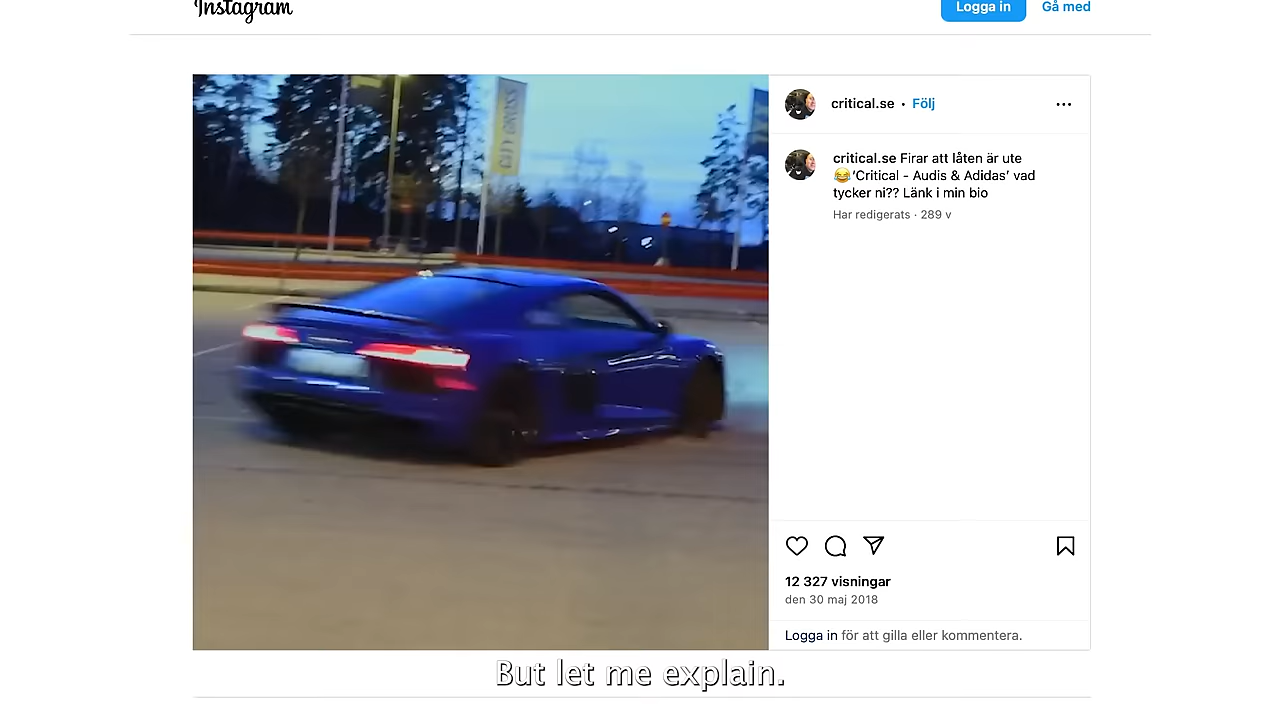 Instagram
Logga in
Gå med
CITY GROSS
critical.se • Följ
critical.se Firar att låten är ute
😂'Critical - Audis & Adidas' vad
tycker ni?? Länk i min bio
Har redigerats · 289 v
12 327 visningar
den 30 maj 2018
Logga in för att gilla eller kommentera.
But let me explain.